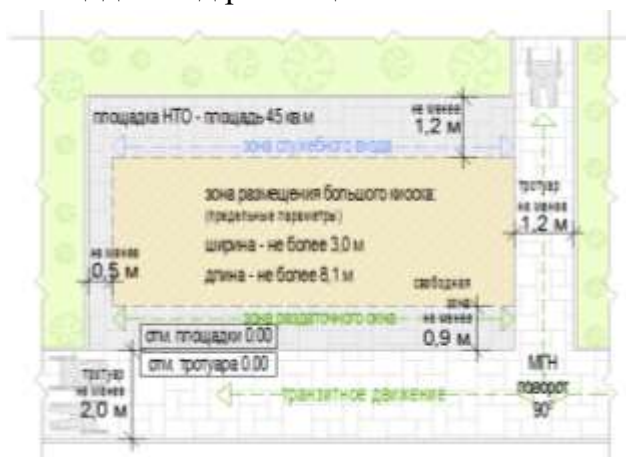 площадка НТО - площадь 45 кв.м
не менее
1,2 м
зона служебного входа
зона размещения большого киоска:
(предельные параметры)
ширина - не более 3,0 м
длина - не более 8,1 м
не менее
0,5 м
тротуар
не менее
1,2 м
свободная
зона
не менее
0,9 м
зона раздаточного окна
отм. площадки 0.00
отм. тротуара 0.00
тротуар
не менее
2,0 м
транзитное движение
МГН
поворот
90°